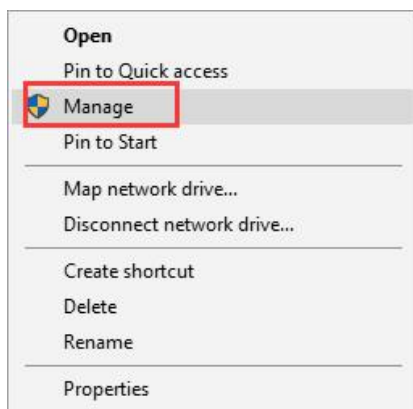 Open
Pin to Quick access
Manage
Pin to Start
Map network drive...
Disconnect network drive...
Create shortcut
Delete
Rename
Properties